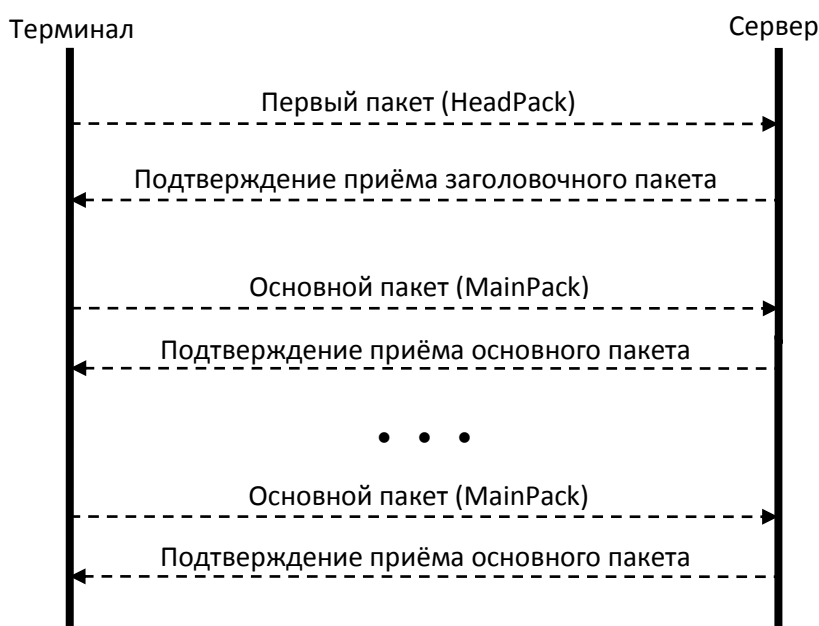 Терминал
Сервер
Первый пакет (HeadPack)
Подтверждение приёма заголовочного пакета
Основной пакет (MainPack)
Подтверждение приёма основного пакета
• • •
Основной пакет (MainPack)
Подтверждение приёма основного пакета